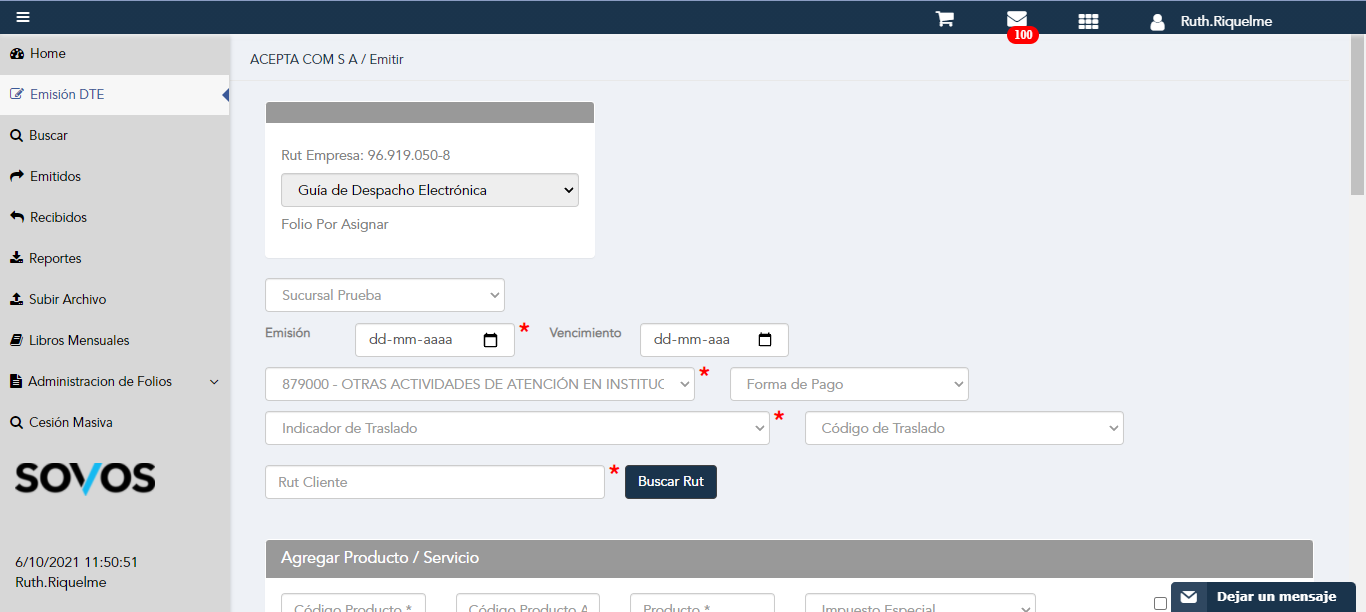 100
Ruth.Riquelme
Home
Emisión DTE
Buscar
Emitidos
Recibidos
Reportes
Subir Archivo
Libros Mensuales
Administracion de Folios
Cesión Masiva
SOVOS
6/10/2021 11:50:51
Ruth.Riquelme
ACEPTA COM S A / Emitir
Rut Empresa: 96.919.050-8
Guía de Despacho Electrónica
Folio Por Asignar
Sucursal Prueba
Emisión dd-mm-aaaa * Vencimiento dd-mm-aaa
879000 - OTRAS ACTIVIDADES DE ATENCIÓN EN INSTITUC * Forma de Pago
Indicador de Traslado * Código de Traslado
Rut Cliente * Buscar Rut
Agregar Producto / Servicio
Código Producto * Código Producto A Producto * Impuesto Especial
Dejar un mensaje